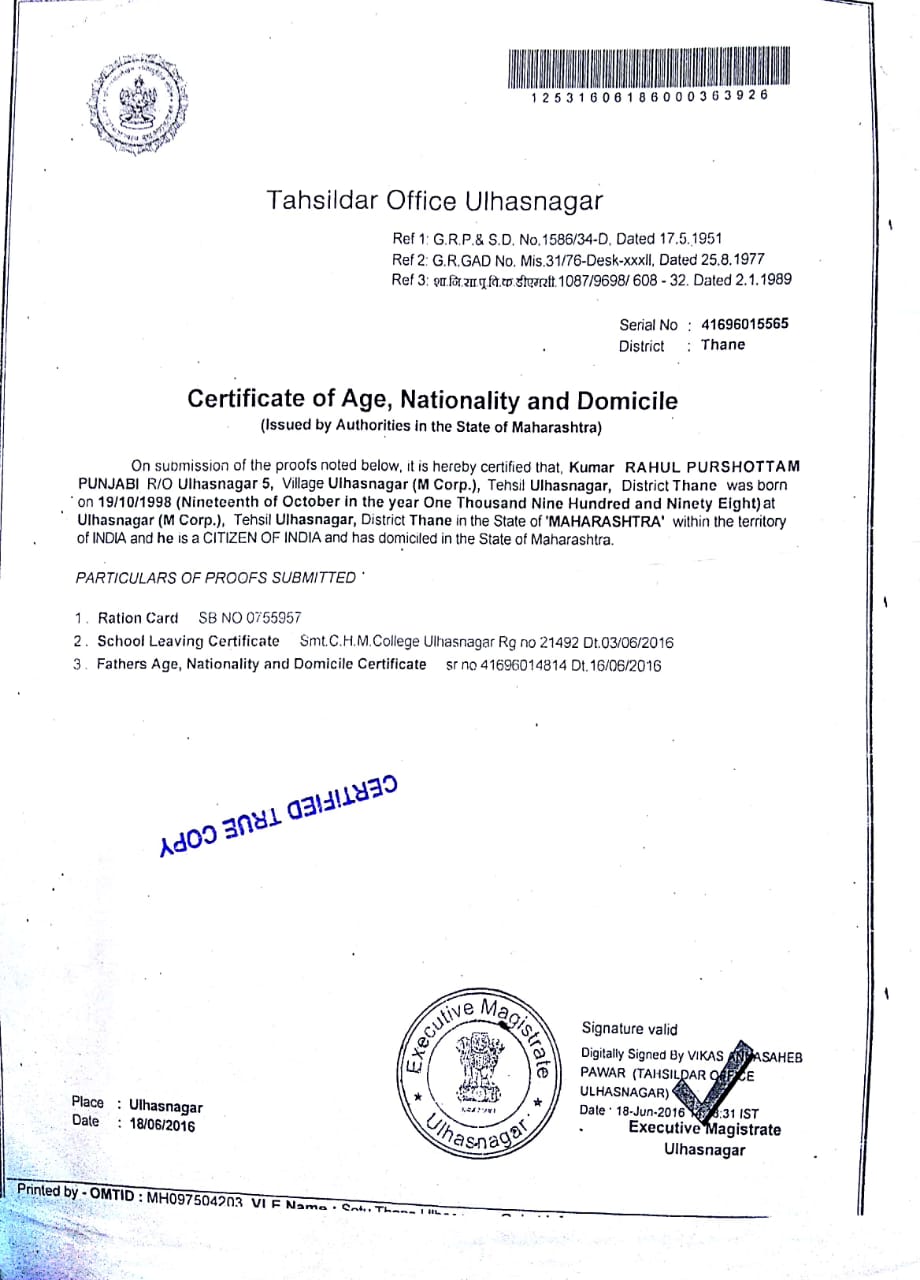 12531606186000363926
Tahsildar Office Ulhasnagar
Ref 1: G.R.P.& S.D. No.1586/34-D, Dated 17.5.1951
Ref 2: G.R.GAD No. Mis.31/76-Desk-xxxII, Dated 25.8.1977
Ref 3: शा.नि.सा.पू.वि.क्र.डीएमसी.1087/9698/ 608 - 32. Dated 2.1.1989
Serial No : 41696015565
District : Thane
Certificate of Age, Nationality and Domicile
(Issued by Authorities in the State of Maharashtra)
On submission of the proofs noted below, it is hereby certified that, Kumar RAHUL PURSHOTTAM
PUNJABI R/O Ulhasnagar 5, Village Ulhasnagar (M Corp.), Tehsil Ulhasnagar, District Thane was born
on 19/10/1998 (Nineteenth of October in the year One Thousand Nine Hundred and Ninety Eight) at
Ulhasnagar (M Corp.), Tehsil Ulhasnagar, District Thane in the State of 'MAHARASHTRA' within the territory
of INDIA and he is a CITIZEN OF INDIA and has domiciled in the State of Maharashtra.
PARTICULARS OF PROOFS SUBMITTED
1. Ration Card SB NO 0755957
2. School Leaving Certificate Smt.C.H.M.College Ulhasnagar Rg no 21492 Dt.03/06/2016
3. Fathers Age, Nationality and Domicile Certificate sr no 41696014814 Dt.16/06/2016
CERTIFIED TRUE COPY
Executive Magistrate
Ulhasnagar
Signature valid
Digitally Signed By VIKAS ANNASAHEB
PAWAR (TAHSILDAR OFFICE
ULHASNAGAR)
Date : 18-Jun-2016 31 IST
Executive Magistrate
Ulhasnagar
Place : Ulhasnagar
Date : 18/06/2016
Printed by - OMTID : MH097504203 VLE Name : Setu Thane